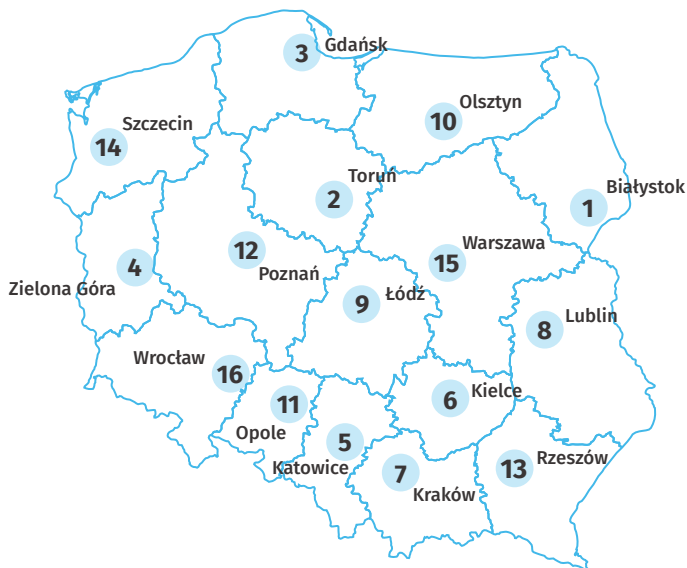 3 Gdańsk
Olsztyn
10
Szczecin
14
Toruń
2
Białystok
1
12
Poznań
Warszawa
15
4
Zielona Góra
9 Łódź
Lublin
8
Wrocław
16
11
Opole
Kielce
6
5
Katowice
7
Kraków
Rzeszów
13